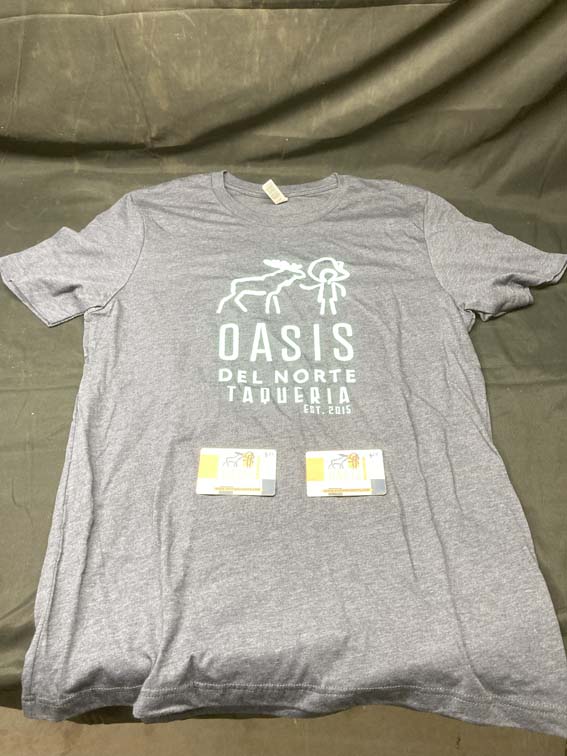 OASIS
DEL NORTE
TAQUERIA
EST. 2015